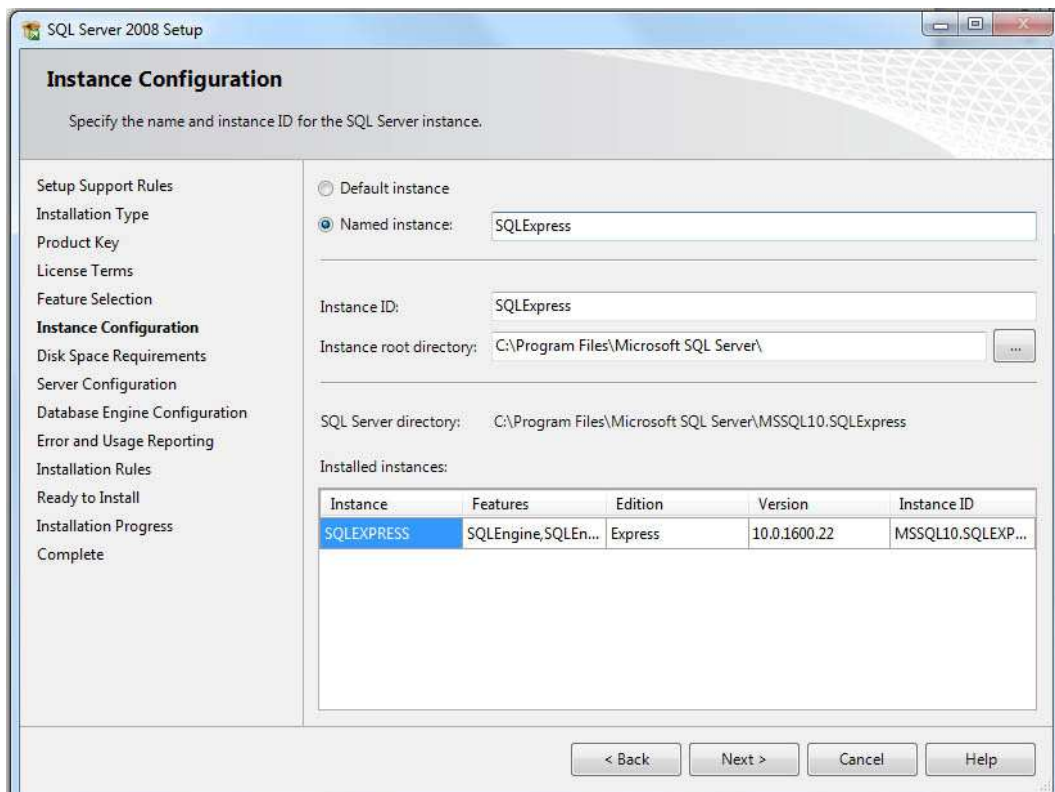 SQL Server 2008 Setup
Instance Configuration
Specify the name and instance ID for the SQL Server instance.
Setup Support Rules
Installation Type
Product Key
License Terms
Feature Selection
Instance Configuration
Disk Space Requirements
Server Configuration
Database Engine Configuration
Error and Usage Reporting
Installation Rules
Ready to Install
Installation Progress
Complete
Default instance
Named instance: SQLExpress
Instance ID: SQLExpress
Instance root directory: C:\Program Files\Microsoft SQL Server\ ...
SQL Server directory: C:\Program Files\Microsoft SQL Server\MSSQL10.SQLExpress
Installed instances:
Instance Features Edition Version Instance ID
SQLEXPRESS SQLEngine,SQLEn... Express 10.0.1600.22 MSSQL10.SQLEXP...
< Back Next > Cancel Help